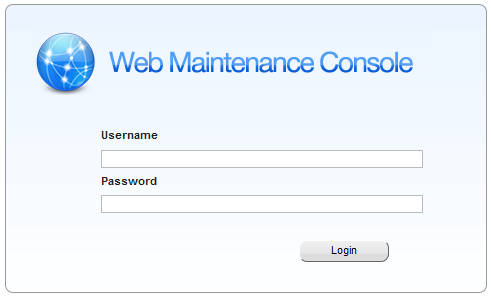 Web Maintenance Console
Username
Password
Login